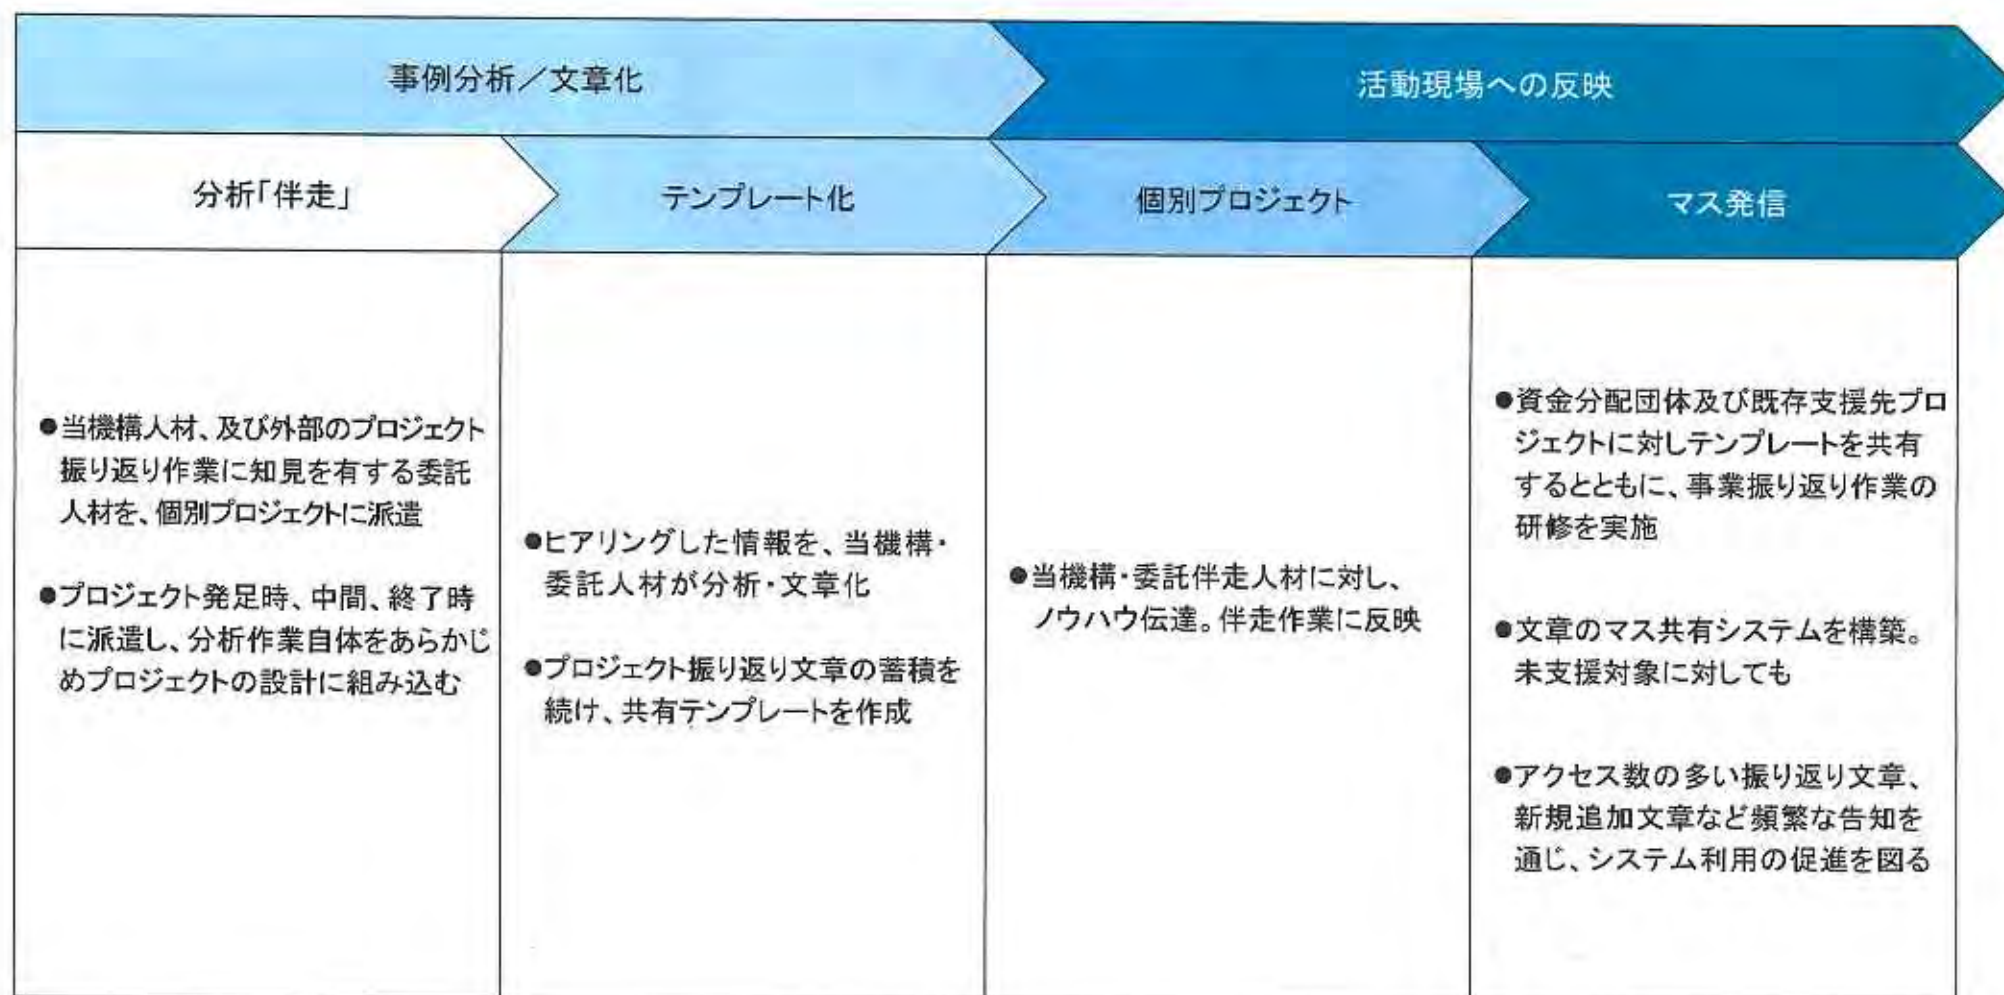 事例分析／文章化
活動現場への反映
分析「伴走」
テンプレート化
個別プロジェクト
マス発信
●当機構人材、及び外部のプロジェクト
振り返り作業に知見を有する委託
人材を、個別プロジェクトに派遣
●プロジェクト発足時、中間、終了時
に派遣し、分析作業自体をあらかじ
めプロジェクトの設計に組み込む
●ヒアリングした情報を、当機構・
委託人材が分析・文章化
●プロジェクト振り返り文章の蓄積を
続け、共有テンプレートを作成
●当機構・委託伴走人材に対し、
ノウハウ伝達。伴走作業に反映
●資金分配団体及び既存支援先プロ
ジェクトに対しテンプレートを共有
するとともに、事業振り返り作業の
研修を実施
●文章のマス共有システムを構築。
未支援対象に対しても
●アクセス数の多い振り返り文章、
新規追加文章など頻繁な告知を
通じ、システム利用の促進を図る